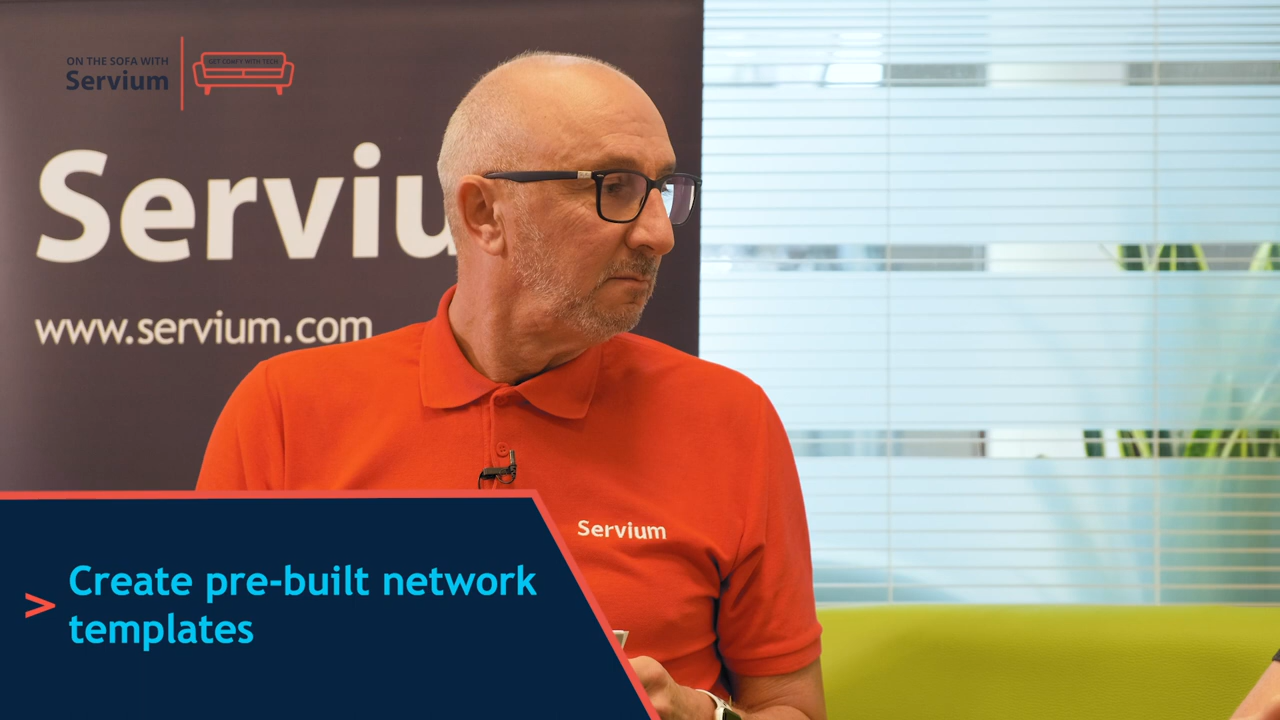 ON THE SOFA WITH
Servium
GET COMFY WITH TECH
Serviu
www.servium.com
Servium
> Create pre-built network
templates